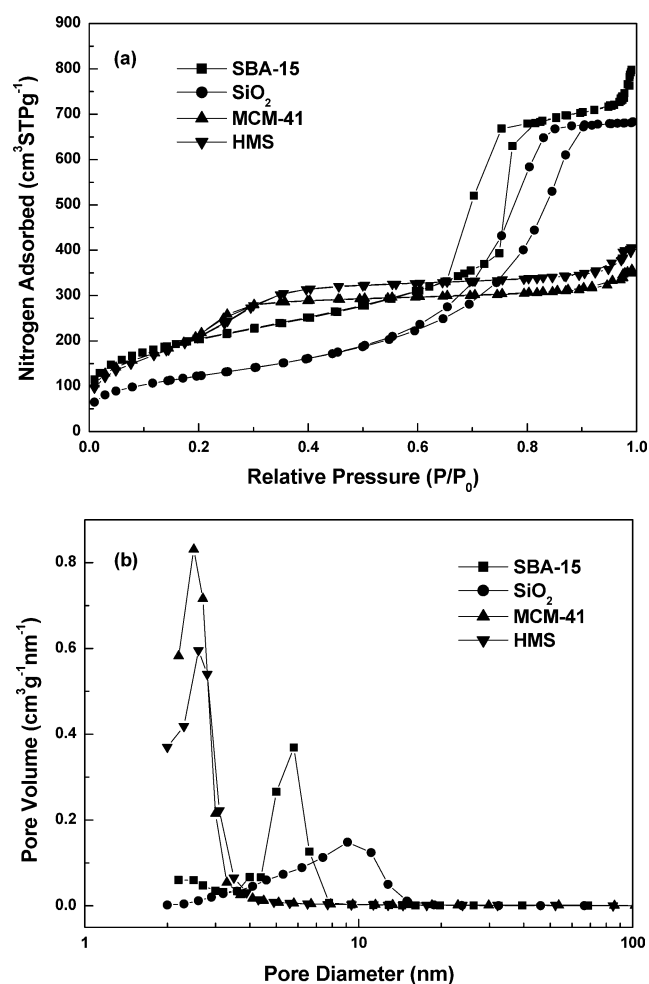 (a)
SBA-15
SiO₂
MCM-41
HMS
Nitrogen Adsorbed (cm³STPg⁻¹)
900
800
700
600
500
400
300
200
100
0
0.0 0.2 0.4 0.6 0.8 1.0
Relative Pressure (P/P₀)
(b)
SBA-15
SiO₂
MCM-41
HMS
Pore Volume (cm³g⁻¹nm⁻¹)
0.8
0.6
0.4
0.2
0.0
1 10 100
Pore Diameter (nm)